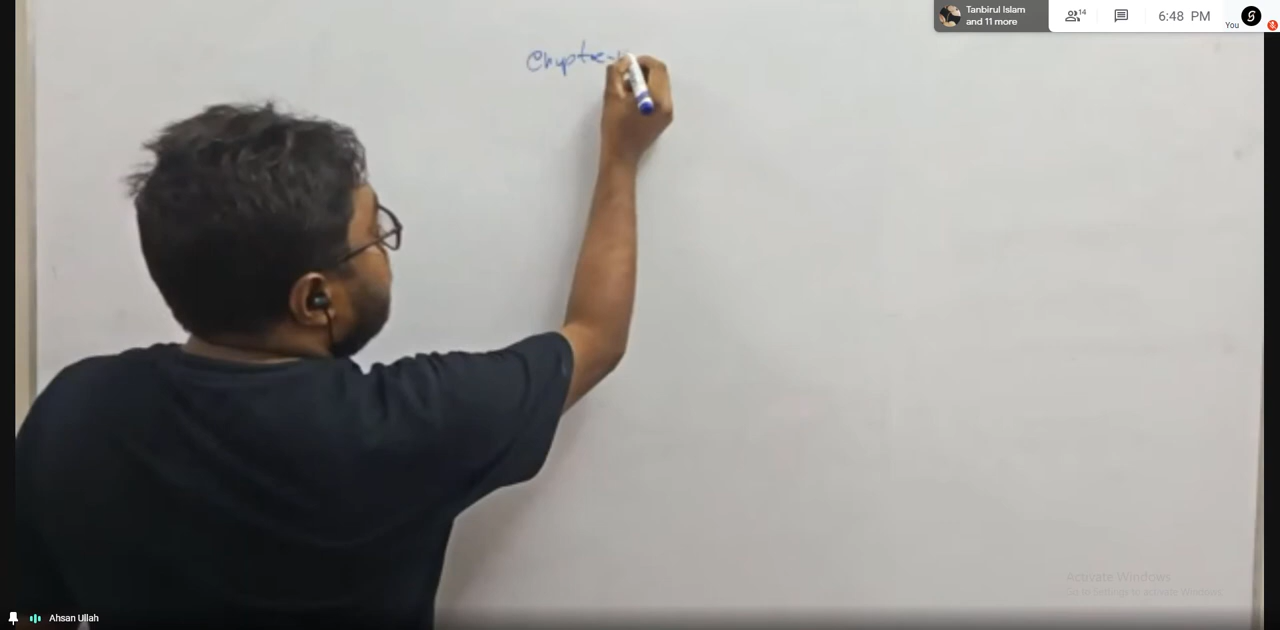 Tanbirul Islam
and 11 more
14
6:48 PM
You
Activate Windows
Go to Settings to activate Windows.
Ahsan Ullah